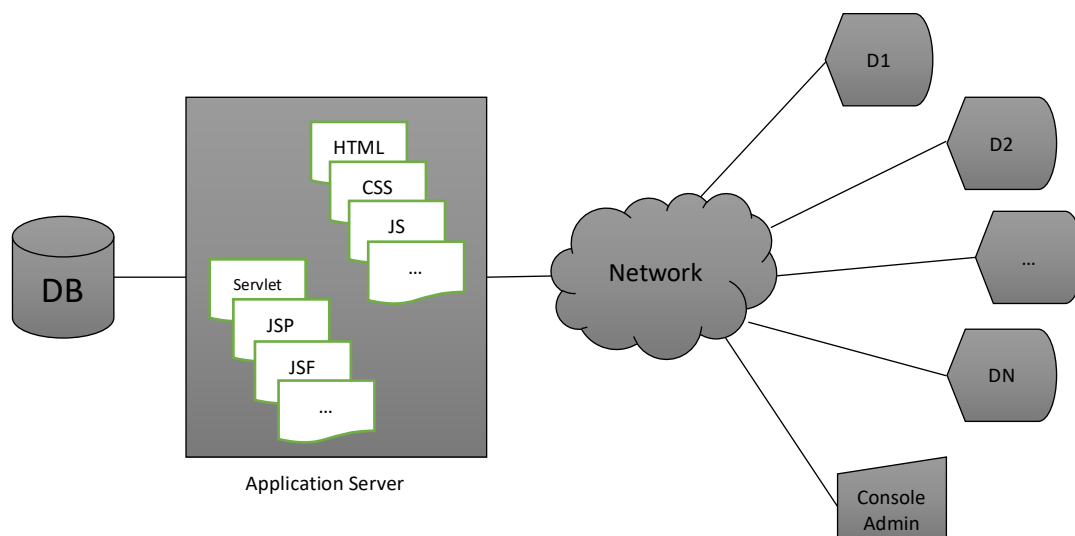 D1
HTML
D2
CSS
JS
...
Network
...
DB
Servlet
JSP
JSF
DN
...
Application Server
Console
Admin